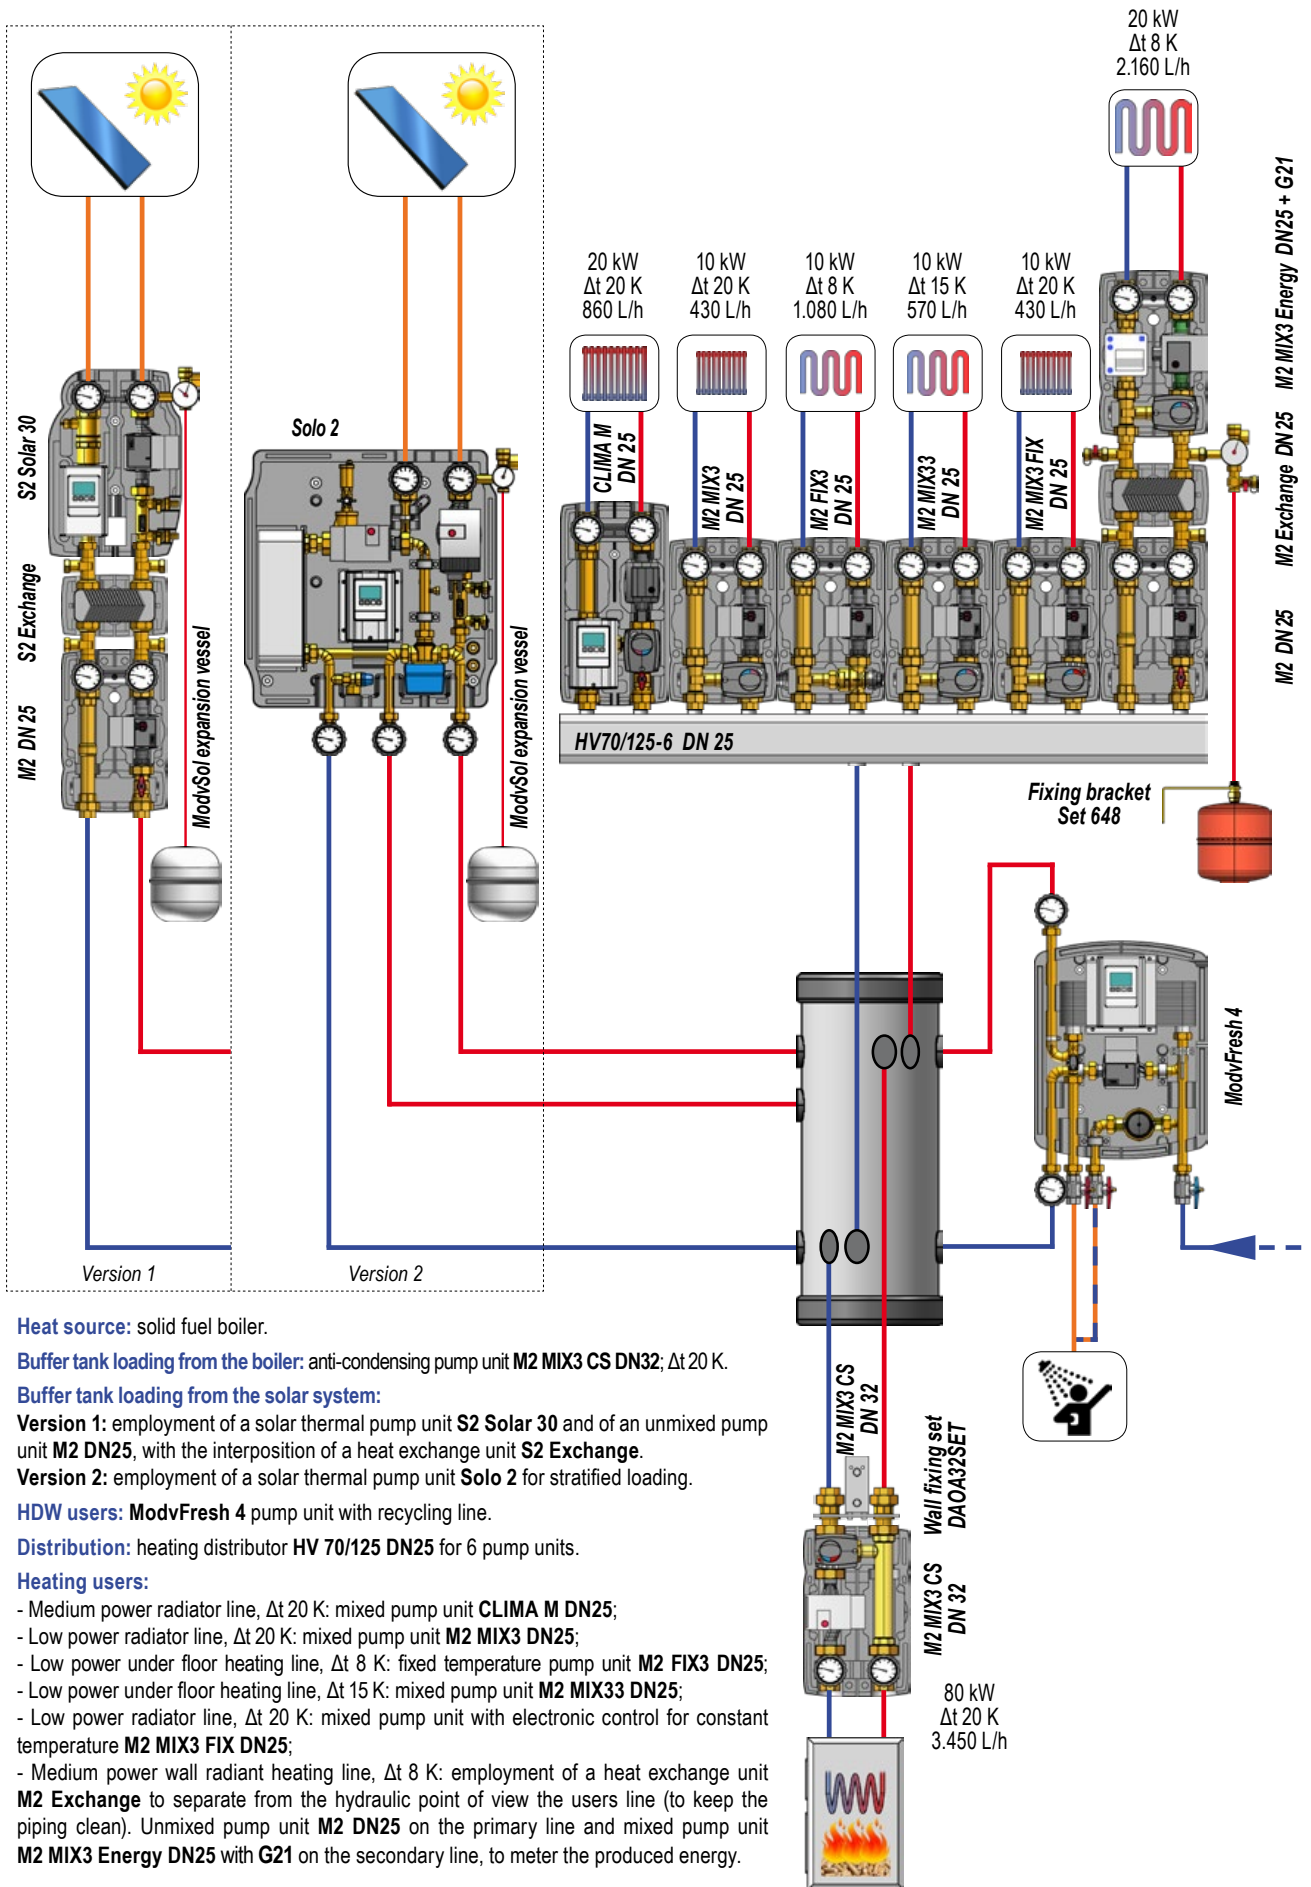 20 kW
Δt 8 K
2.160 L/h
20 kW
Δt 20 K
860 L/h
10 kW
Δt 20 K
430 L/h
10 kW
Δt 8 K
1.080 L/h
10 kW
Δt 15 K
570 L/h
10 kW
Δt 20 K
430 L/h
S2 Solar 30
S2 Exchange
M2 DN 25
ModvSol expansion vessel
Solo 2
ModvSol expansion vessel
CLIMA M
DN 25
M2 MIX3
DN 25
M2 FIX3
DN 25
M2 MIX33
DN 25
M2 MIX3 FIX
DN 25
M2 MIX3 Energy DN25 + G21
M2 Exchange DN 25
M2 DN 25
HV70/125-6 DN 25
Fixing bracket
Set 648
ModvFresh 4
Version 1
Version 2
M2 MIX3 CS
DN 32
Wall fixing set
DAOA32SET
M2 MIX3 CS
DN 32
80 kW
Δt 20 K
3.450 L/h
Heat source: solid fuel boiler.
Buffer tank loading from the boiler: anti-condensing pump unit M2 MIX3 CS DN32; Δt 20 K.
Buffer tank loading from the solar system:
Version 1: employment of a solar thermal pump unit S2 Solar 30 and of an unmixed pump
unit M2 DN25, with the interposition of a heat exchange unit S2 Exchange.
Version 2: employment of a solar thermal pump unit Solo 2 for stratified loading.
HDW users: ModvFresh 4 pump unit with recycling line.
Distribution: heating distributor HV 70/125 DN25 for 6 pump units.
Heating users:
- Medium power radiator line, Δt 20 K: mixed pump unit CLIMA M DN25;
- Low power radiator line, Δt 20 K: mixed pump unit M2 MIX3 DN25;
- Low power under floor heating line, Δt 8 K: fixed temperature pump unit M2 FIX3 DN25;
- Low power under floor heating line, Δt 15 K: mixed pump unit M2 MIX33 DN25;
- Low power radiator line, Δt 20 K: mixed pump unit with electronic control for constant
temperature M2 MIX3 FIX DN25;
- Medium power wall radiant heating line, Δt 8 K: employment of a heat exchange unit
M2 Exchange to separate from the hydraulic point of view the users line (to keep the
piping clean). Unmixed pump unit M2 DN25 on the primary line and mixed pump unit
M2 MIX3 Energy DN25 with G21 on the secondary line, to meter the produced energy.